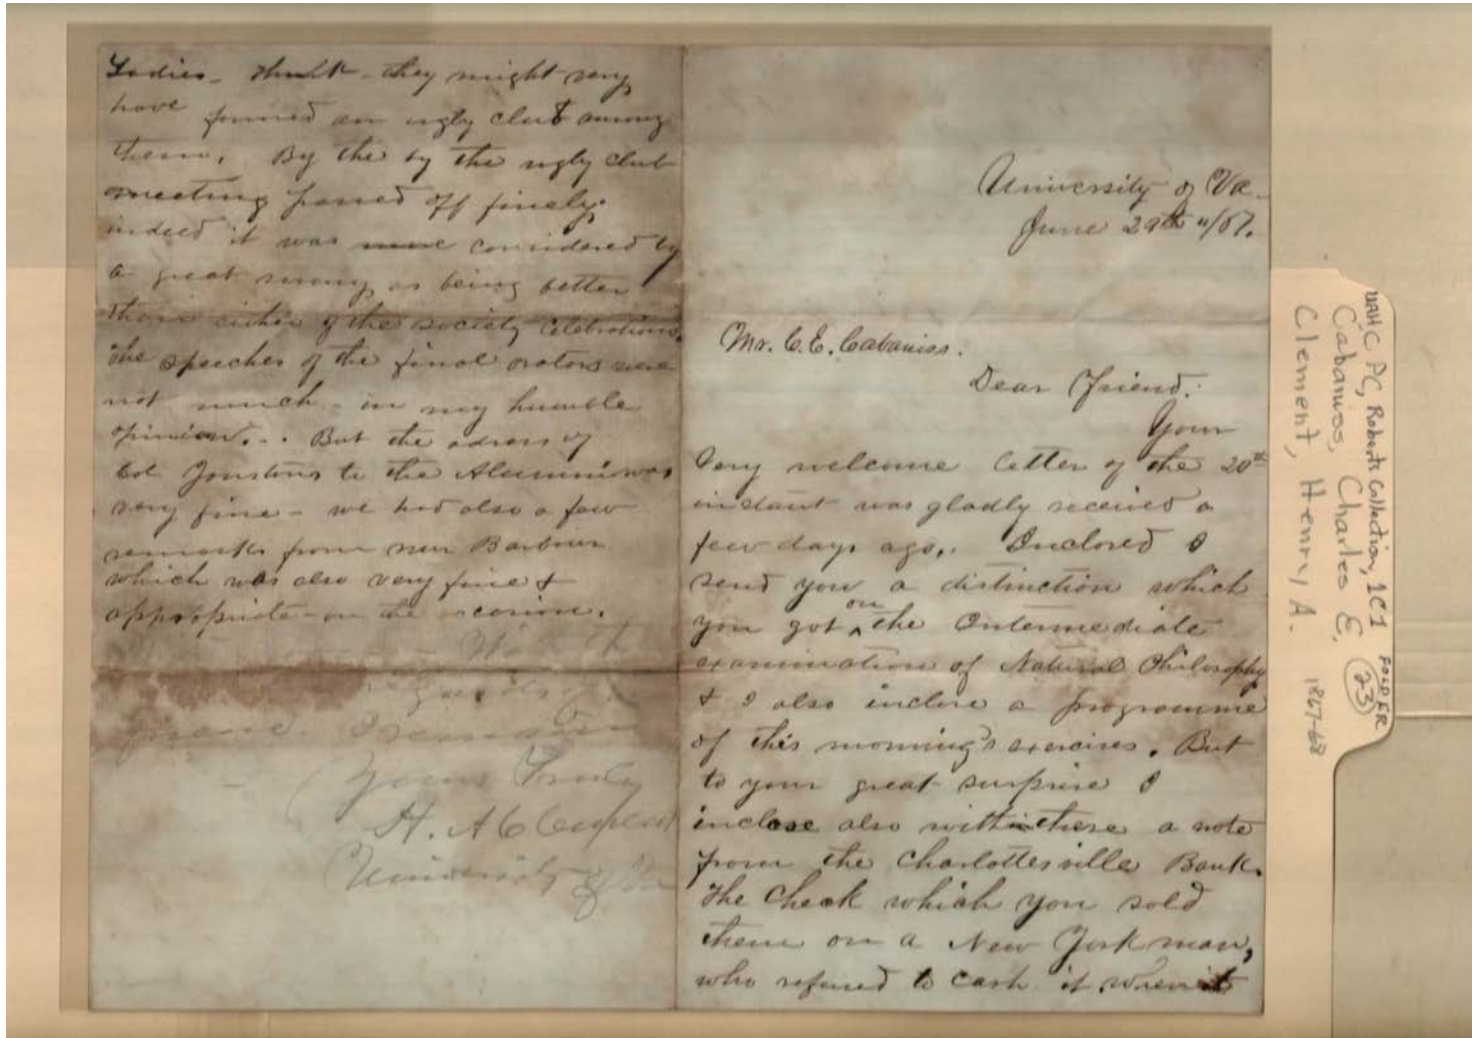 University of Va.
June 29th "/67.
Mr. C. E. Cabaniss.
Dear Friend.
Your
very welcome letter of the 20th
instant was gladly received a
few days ago. Inclosed I
send you a distinction which
you got on the Intermediate
examination of Natural Philosophy
& I also inclose a programme
of this morning's exercises. But
to your great surprise I
inclose also within these a note
from the Charlottesville Bank.
The check which you sold
them on a New York man,
who refused to cash it when it
Ladies - they might very
have formed an ugly club among
them. By the by the ugly club
meeting passed off finely.
indeed it was considered by
a great many as being better
than either of the society celebrations.
The speeches of the final orators were
not much - in my humble
opinion. But the adress of
Col Jonstons to the Alumni was
very fine - we had also a few
remarks from Barbour
which was also very fine &
appropriate on the occasion.
With
regards
Yours Truly
H. A Clement
University of Va
UAHC PC, Roberts Collection, 1C1 FOLDER
Cabaniss, Charles E. 23
Clement, Henry A. 1867-68